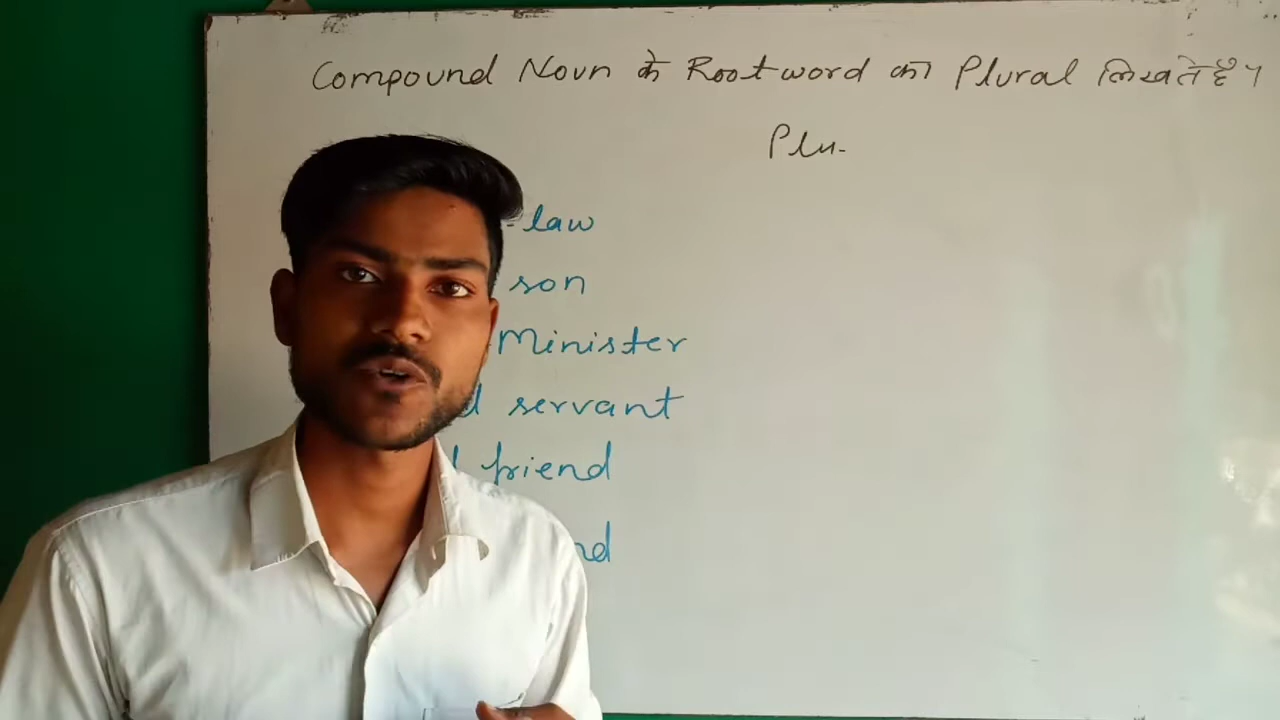 Compound Noun के Rootword का Plural लिखते हैं।
Plu.
-law
son
Minister
servant
friend